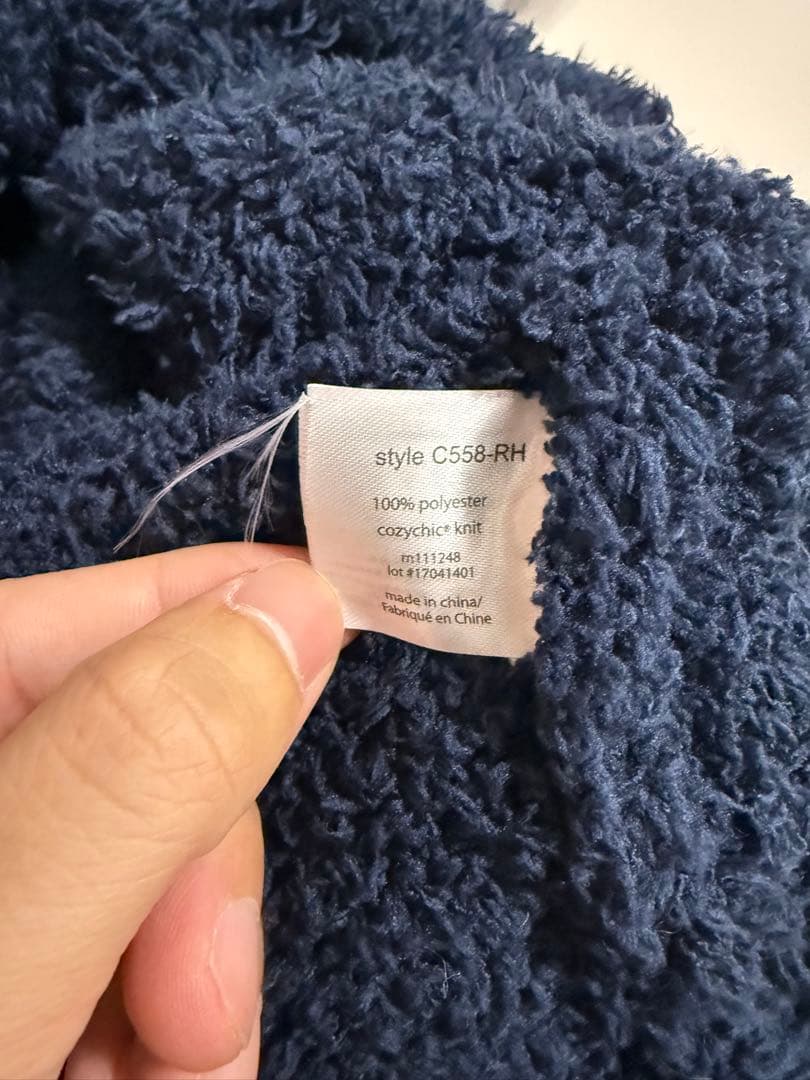 style C558-RH
100% polyester
cozychic® knit
rn111248
lot #17041401
made in china/
Fabriqué en Chine